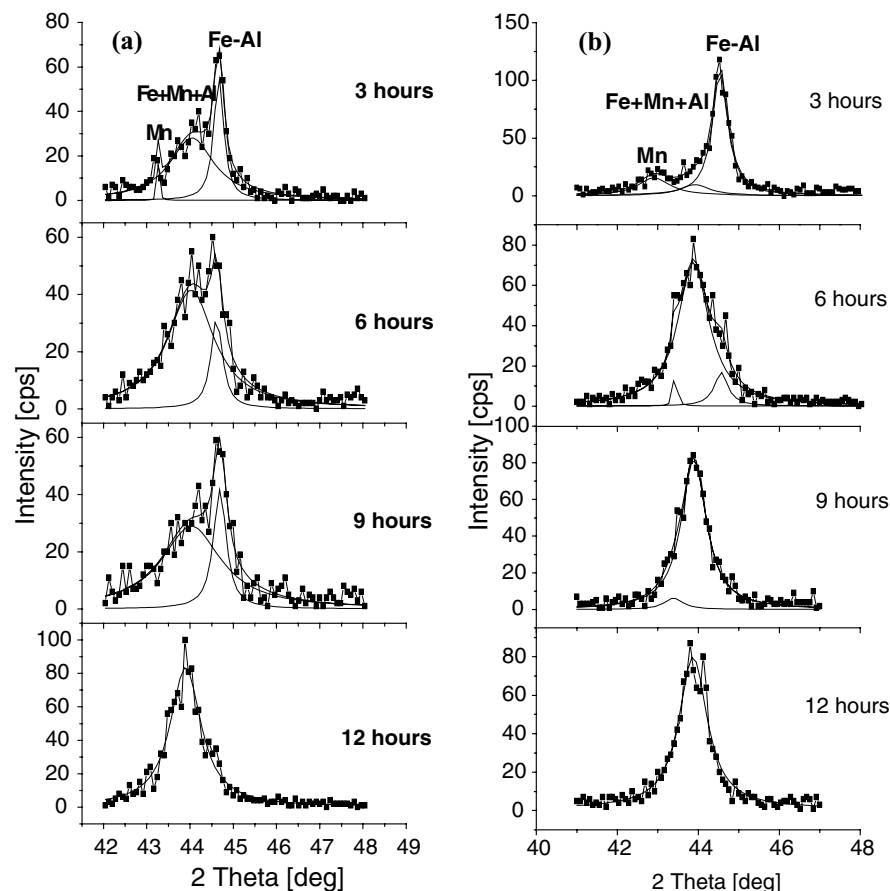 (a)
Fe-Al
Fe+Mn+Al
Mn
3 hours
80
60
40
20
0
6 hours
60
40
20
0
9 hours
60
40
20
0
12 hours
100
80
60
40
20
0
Intensity [cps]
42 43 44 45 46 47 48 49
2 Theta [deg]
(b)
Fe-Al
Fe+Mn+Al
Mn
3 hours
150
100
50
0
6 hours
100
80
60
40
20
0
9 hours
100
80
60
40
20
0
12 hours
80
60
40
20
0
Intensity [cps]
40 42 44 46 48
2 Theta [deg]